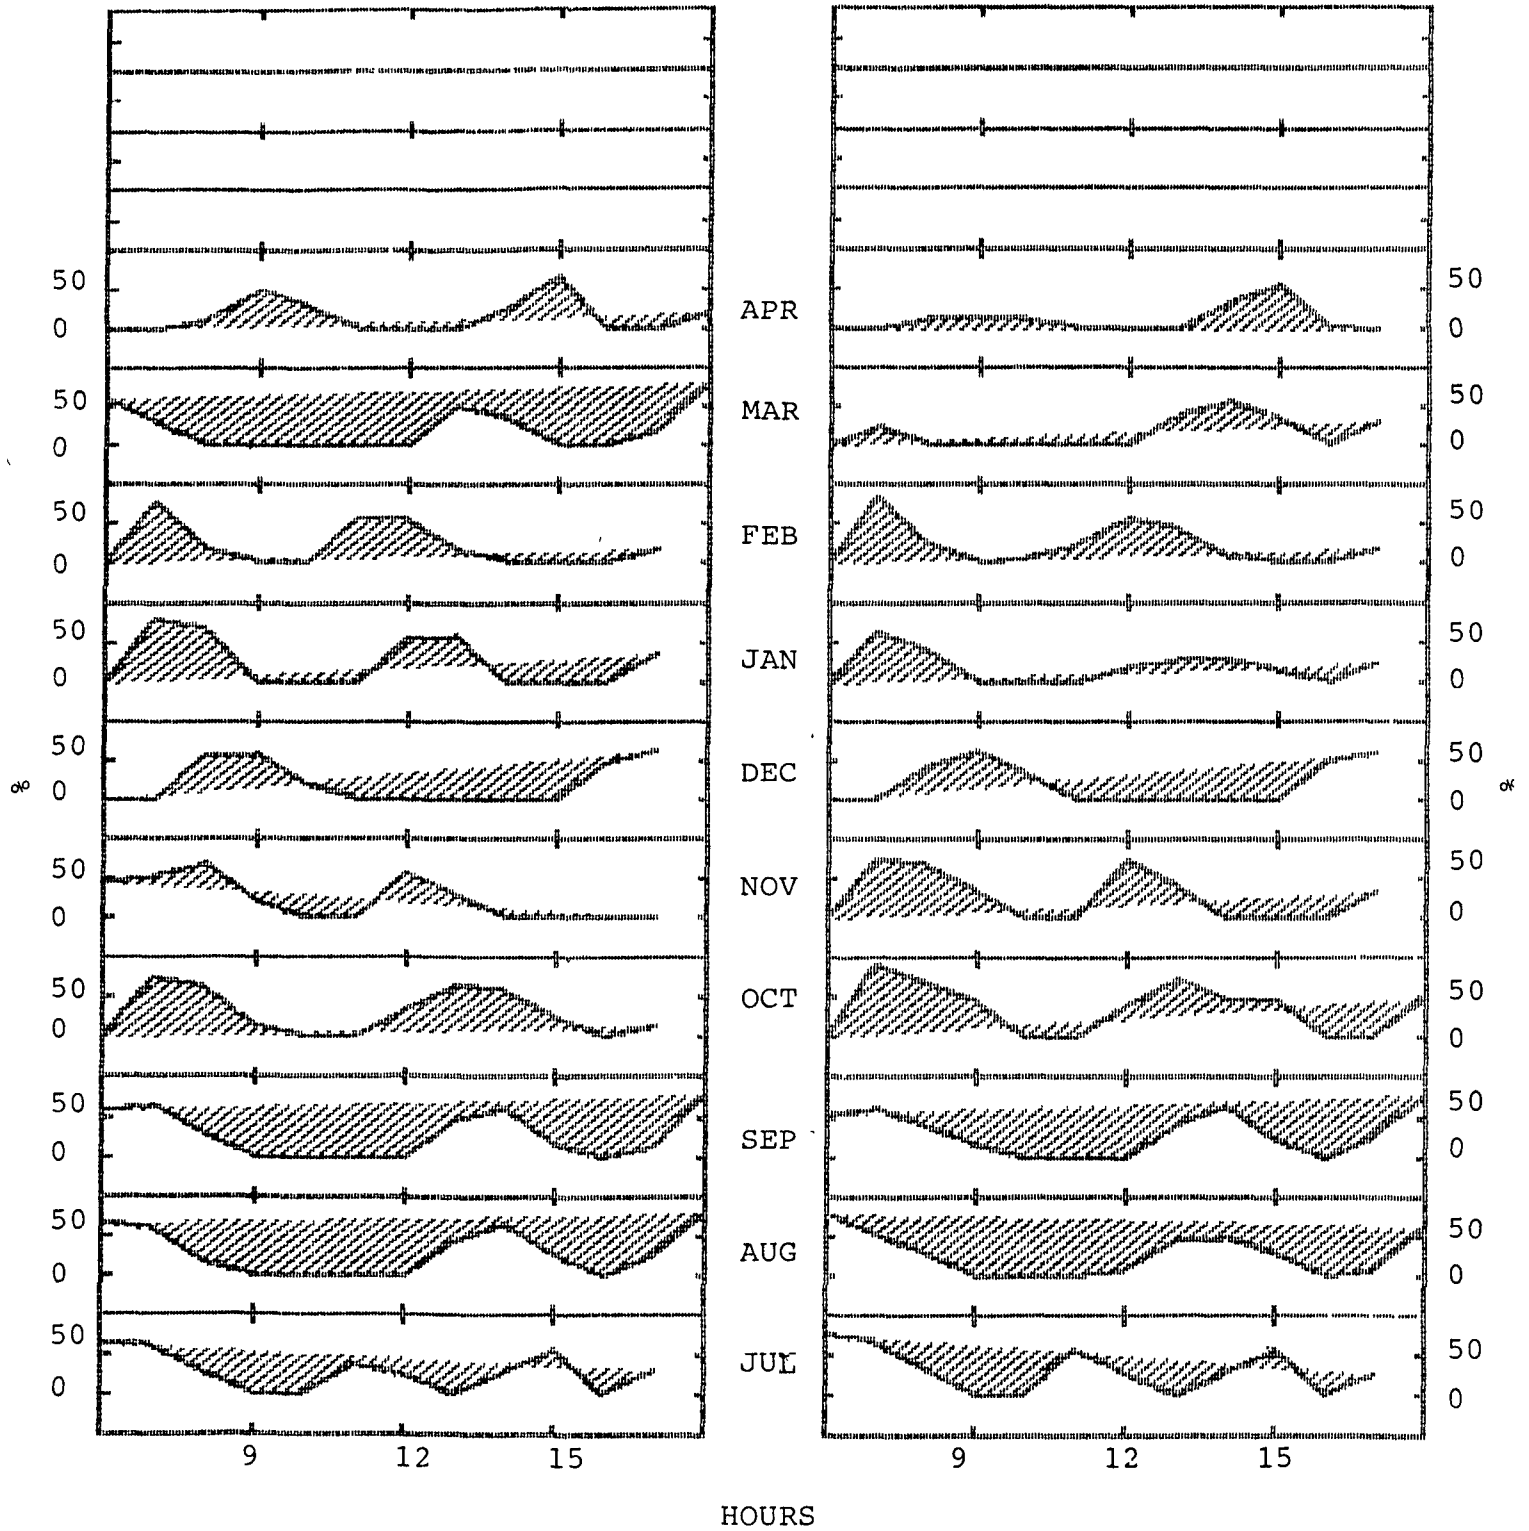 50 APR 50
0 0
50 MAR 50
0 0
50 FEB 50
0 0
50 JAN 50
0 0
50 DEC 50
% 0 0 %
50 NOV 50
0 0
50 OCT 50
0 0
50 SEP 50
0 0
50 AUG 50
0 0
50 JUL 50
0 0
9 12 15 9 12 15
HOURS